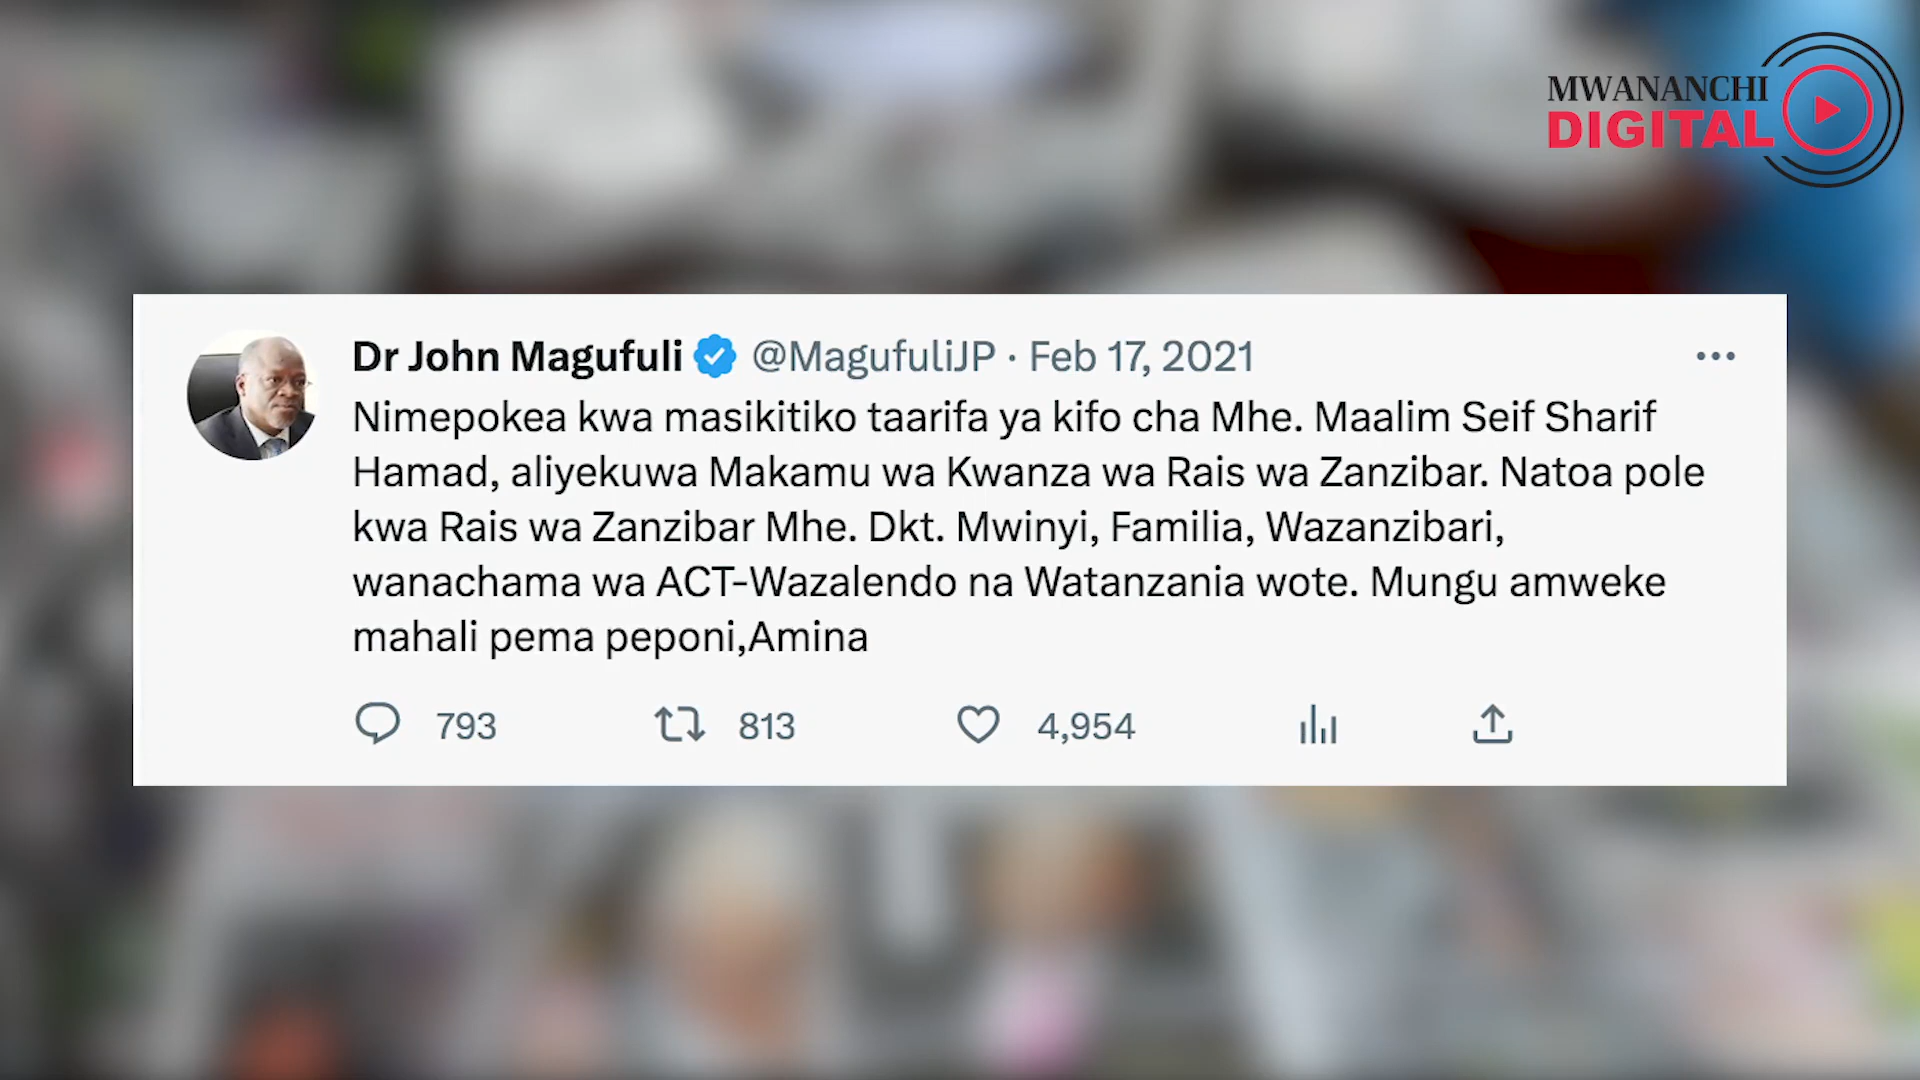 MWANANCHI
DIGITAL
Dr John Magufuli @MagufuliJP · Feb 17, 2021
Nimepokea kwa masikitiko taarifa ya kifo cha Mhe. Maalim Seif Sharif
Hamad, aliyekuwa Makamu wa Kwanza wa Rais wa Zanzibar. Natoa pole
kwa Rais wa Zanzibar Mhe. Dkt. Mwinyi, Familia, Wazanzibari,
wanachama wa ACT-Wazalendo na Watanzania wote. Mungu amweke
mahali pema peponi,Amina
793 813 4,954